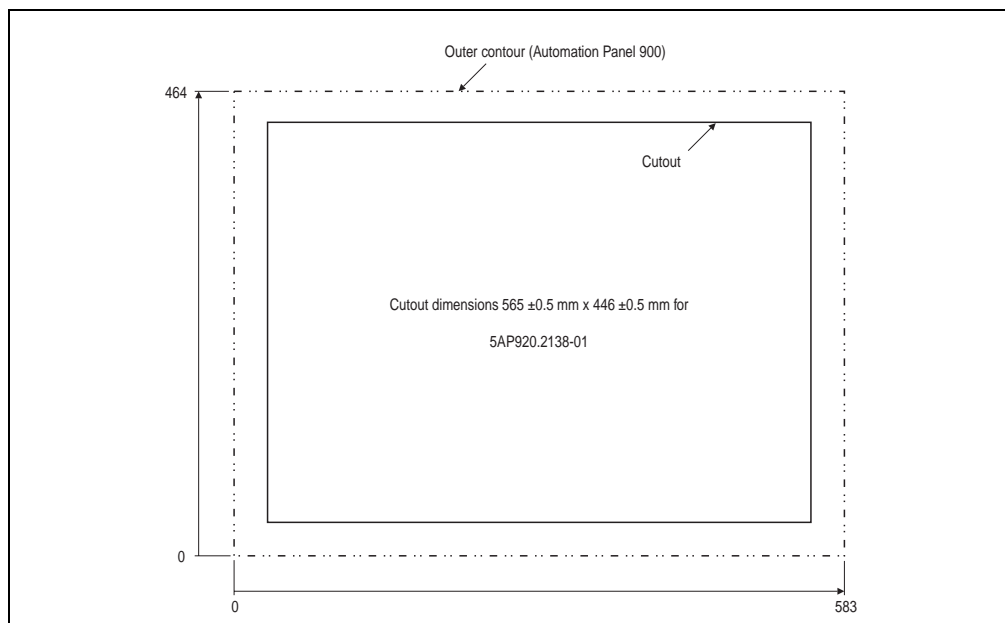 Outer contour (Automation Panel 900)
464
Cutout
Cutout dimensions 565 ±0.5 mm x 446 ±0.5 mm for
5AP920.2138-01
0
0
583